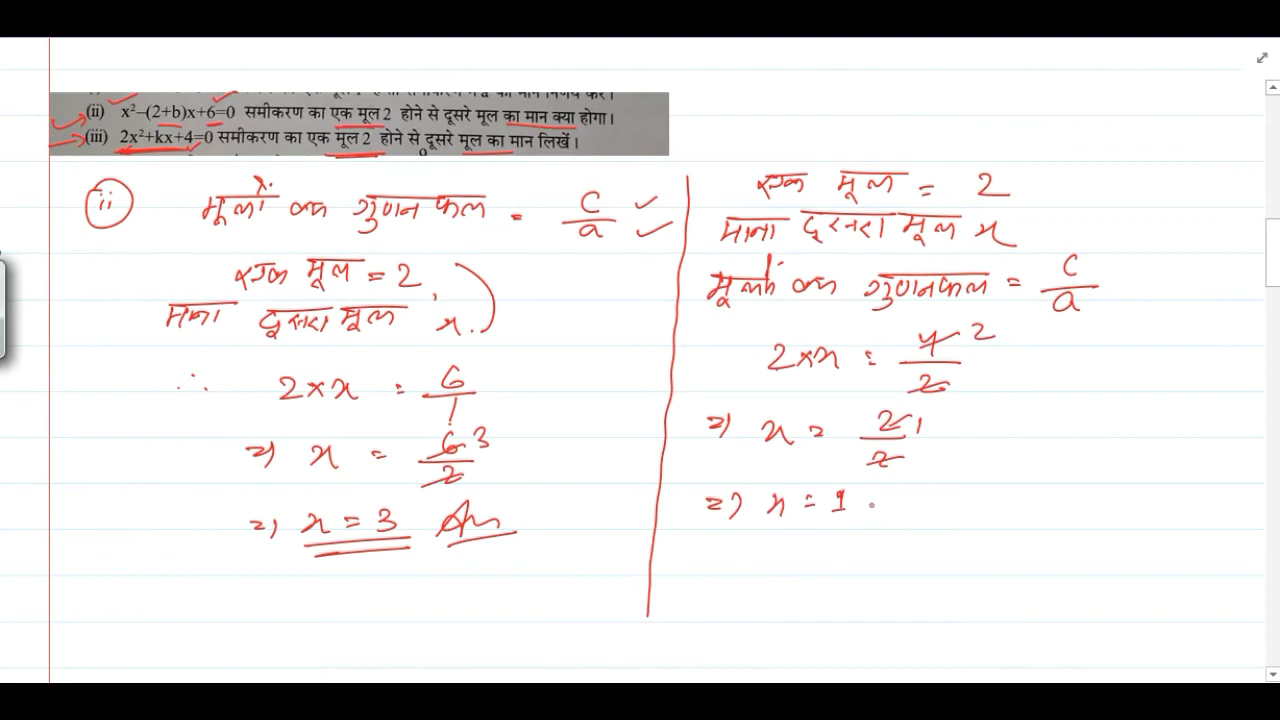 (ii) x²–(2+b)x+6=0 समीकरण का एक मूल 2 होने से दूसरे मूल का मान क्या होगा।
(iii) 2x²+kx+4=0 समीकरण का एक मूल 2 होने से दूसरे मूल का मान लिखें।
ii मूलों का गुणनफल = c/a
एक मूल = 2,
माना दूसरा मूल x.
∴ 2×x = 6/1
=) x = 6/2 3
=) x = 3 Ans
एक मूल = 2
माना दूसरा मूल x
मूलों का गुणनफल = c/a
2×x = 4/2 2
=) x = 2/2 1
=) x = 1